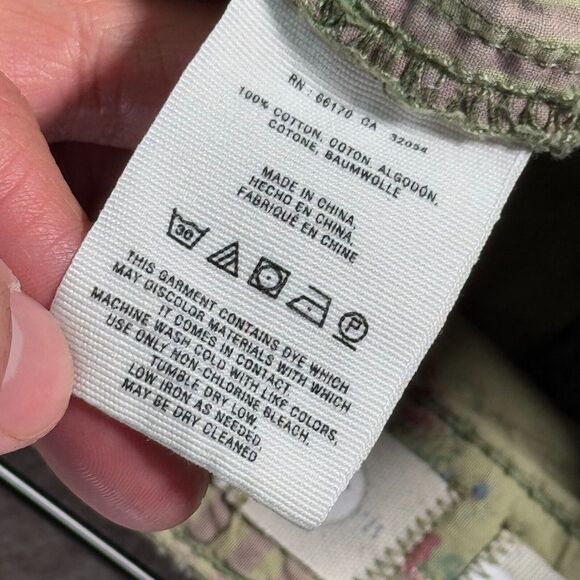 RN : 66170 CA 32054
100% COTTON, COTON, ALGODÓN,
COTONE, BAUMWOLLE
MADE IN CHINA,
HECHO EN CHINA,
FABRIQUÉ EN CHINE
30 P
THIS GARMENT CONTAINS DYE WHICH
MAY DISCOLOR MATERIALS WITH WHICH
IT COMES IN CONTACT
MACHINE WASH COLD WITH LIKE COLORS,
USE ONLY NON-CHLORINE BLEACH,
TUMBLE DRY LOW,
LOW IRON AS NEEDED
MAY BE DRY CLEANED